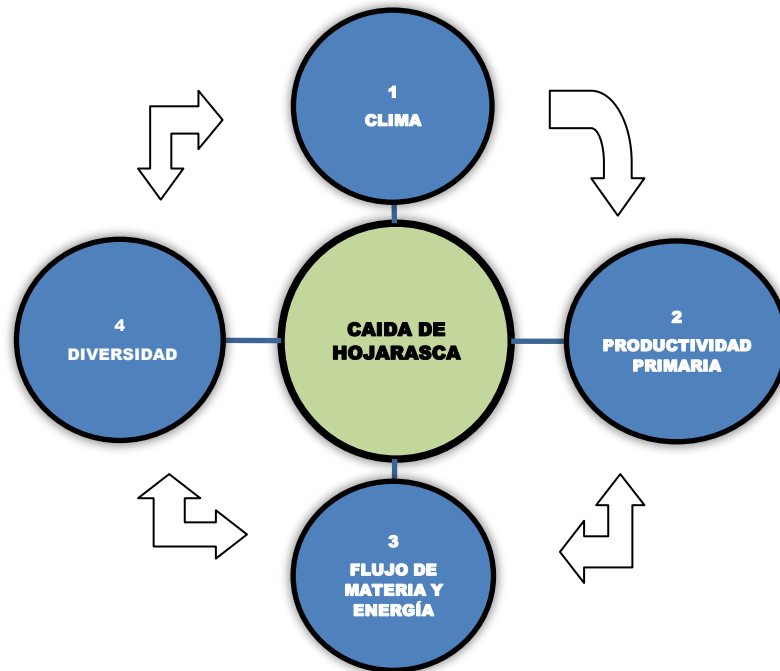 1
CLIMA
4
DIVERSIDAD
CAIDA DE
HOJARASCA
2
PRODUCTIVIDAD
PRIMARIA
3
FLUJO DE
MATERIA Y
ENERGÍA